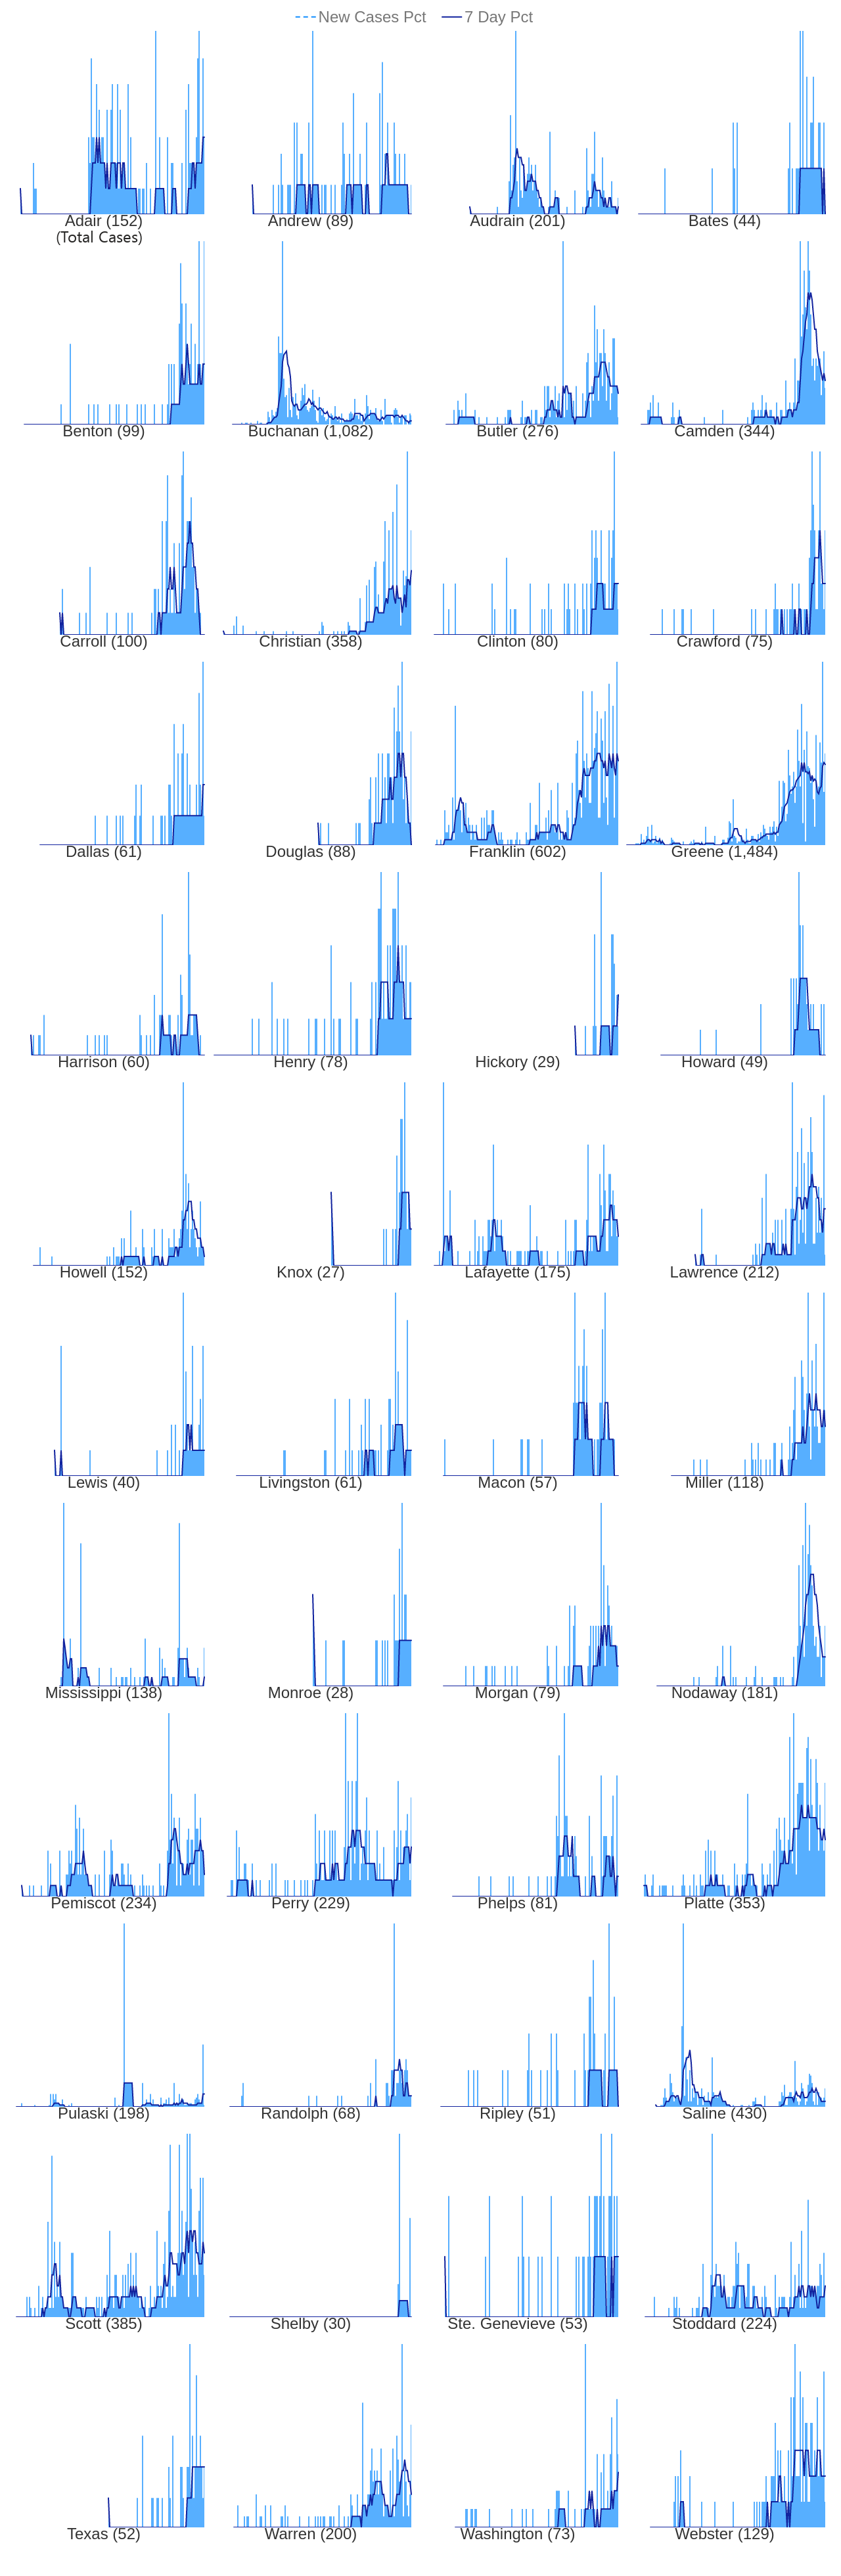 New Cases Pct 7 Day Pct
Adair (152) Andrew (89) Audrain (201) Bates (44)
(Total Cases)
Benton (99) Buchanan (1,082) Butler (276) Camden (344)
Carroll (100) Christian (358) Clinton (80) Crawford (75)
Dallas (61) Douglas (88) Franklin (602) Greene (1,484)
Harrison (60) Henry (78) Hickory (29) Howard (49)
Howell (152) Knox (27) Lafayette (175) Lawrence (212)
Lewis (40) Livingston (61) Macon (57) Miller (118)
Mississippi (138) Monroe (28) Morgan (79) Nodaway (181)
Pemiscot (234) Perry (229) Phelps (81) Platte (353)
Pulaski (198) Randolph (68) Ripley (51) Saline (430)
Scott (385) Shelby (30) Ste. Genevieve (53) Stoddard (224)
Texas (52) Warren (200) Washington (73) Webster (129)